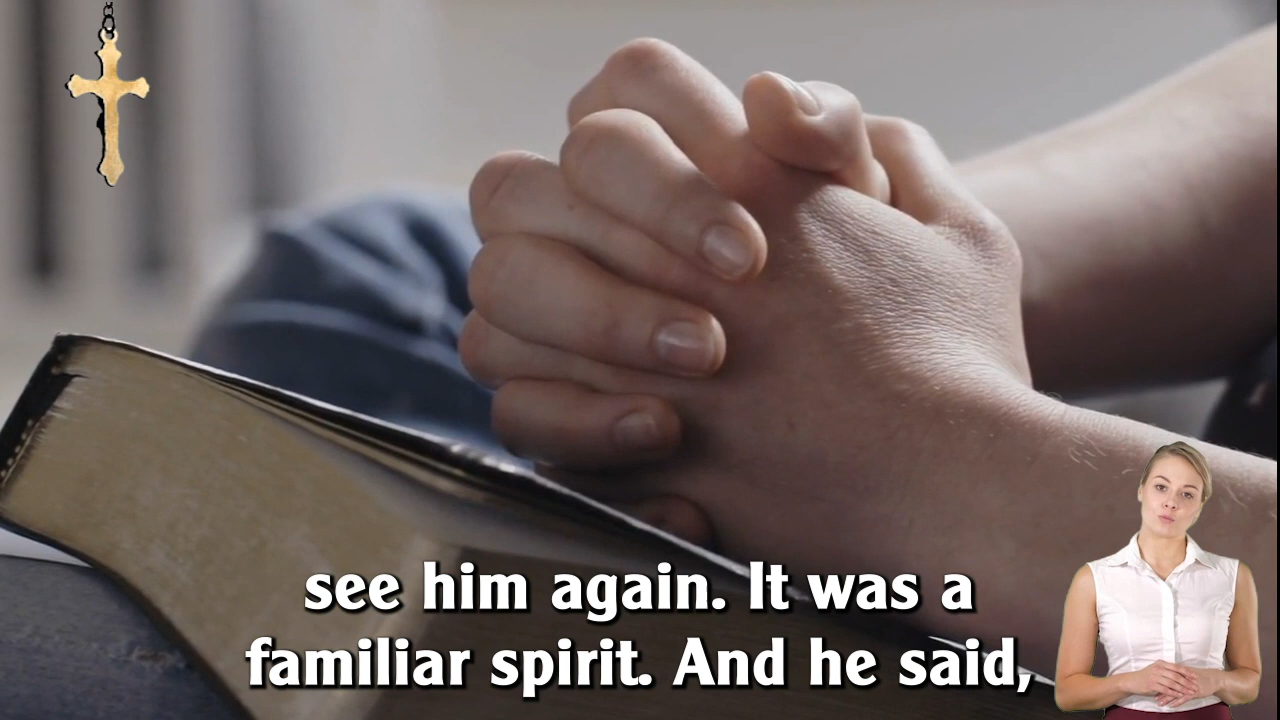 see him again. It was a
familiar spirit. And he said,